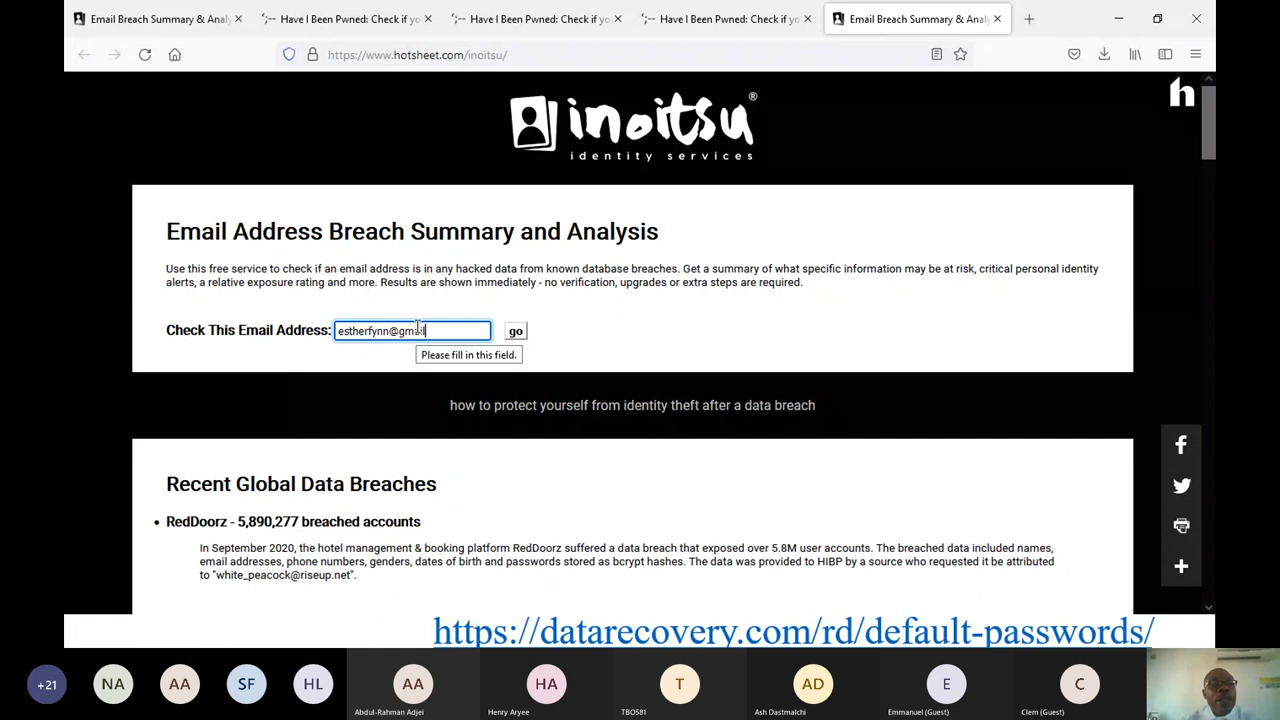 Email Breach Summary & Analy
Have I Been Pwned: Check if yo
Have I Been Pwned: Check if yo
Have I Been Pwned: Check if yo
Email Breach Summary & Analy
https://www.hotsheet.com/inoitsu/
h
inoitsu®
identity services
Email Address Breach Summary and Analysis
Use this free service to check if an email address is in any hacked data from known database breaches. Get a summary of what specific information may be at risk, critical personal identity
alerts, a relative exposure rating and more. Results are shown immediately - no verification, upgrades or extra steps are required.
Check This Email Address: estherfynn@gmail go
Please fill in this field.
how to protect yourself from identity theft after a data breach
Recent Global Data Breaches
• RedDoorz - 5,890,277 breached accounts
In September 2020, the hotel management & booking platform RedDoorz suffered a data breach that exposed over 5.8M user accounts. The breached data included names,
email addresses, phone numbers, genders, dates of birth and passwords stored as bcrypt hashes. The data was provided to HIBP by a source who requested it be attributed
to "white_peacock@riseup.net".
https://datarecovery.com/rd/default-passwords/
+21 NA AA SF HL AA HA T AD E C
Abdul-Rahman Adjei Henry Aryee TBOS81 Ash Dastmalchi Emmanuel (Guest) Clem (Guest)